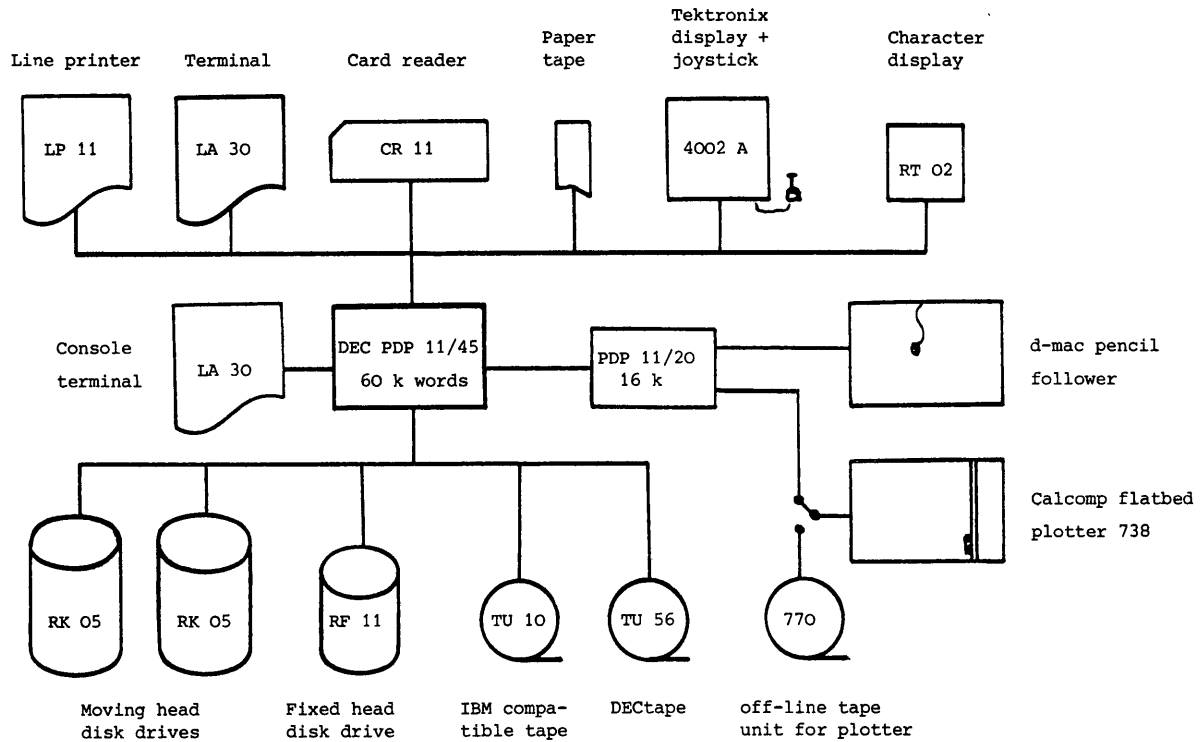 Line printer
Terminal
Card reader
Paper
tape
Tektronix
display +
joystick
Character
display
LP 11
LA 30
CR 11
4002 A
RT 02
Console
terminal
LA 30
DEC PDP 11/45
60 k words
PDP 11/20
16 k
d-mac pencil
follower
Calcomp flatbed
plotter 738
RK 05
RK 05
RF 11
TU 10
TU 56
770
Moving head
disk drives
Fixed head
disk drive
IBM compa-
tible tape
DECtape
off-line tape
unit for plotter